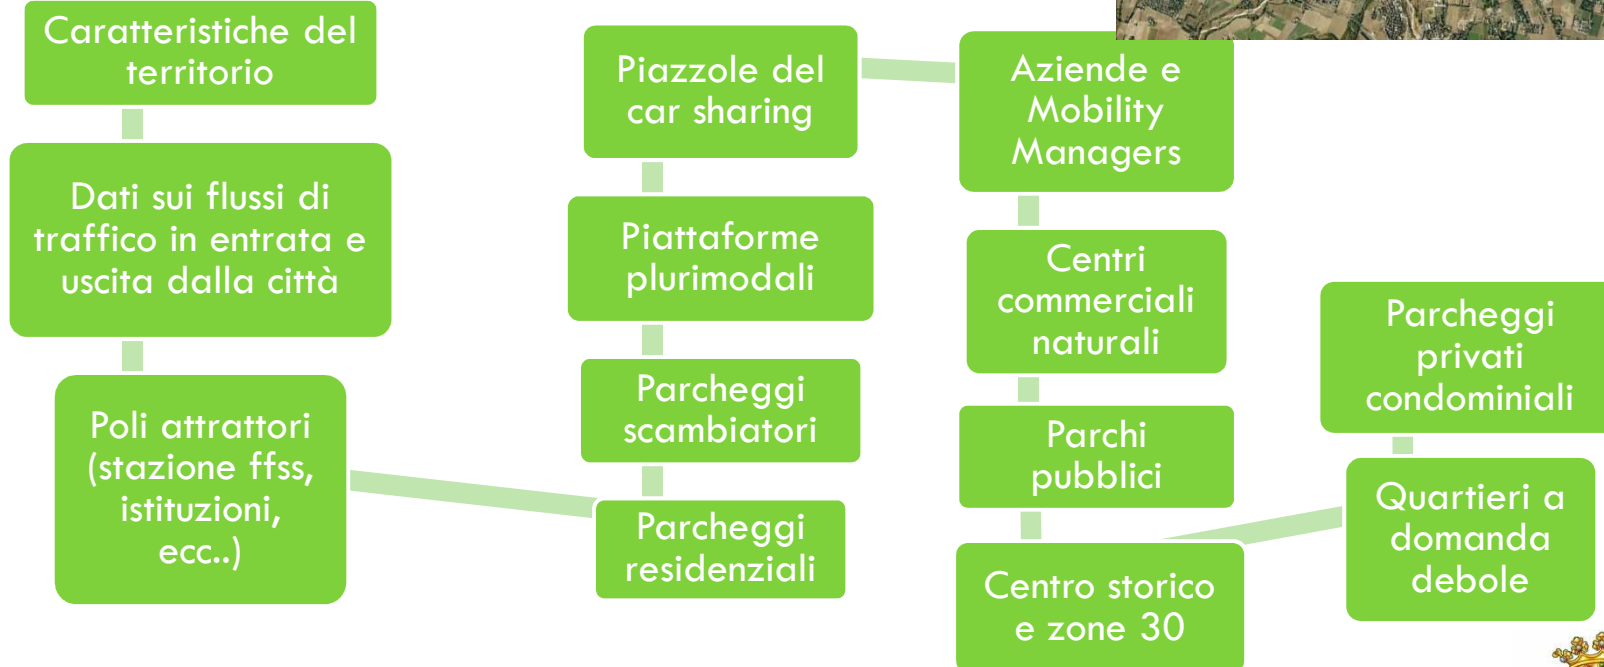 Caratteristiche del
territorio
Dati sui flussi di
traffico in entrata e
uscita dalla città
Poli attrattori
(stazione ffss,
istituzioni,
ecc..)
Parcheggi
residenziali
Parcheggi
scambiatori
Piattaforme
plurimodali
Piazzole del
car sharing
Aziende e
Mobility
Managers
Centri
commerciali
naturali
Parchi
pubblici
Centro storico
e zone 30
Quartieri a
domanda
debole
Parcheggi
privati
condominiali